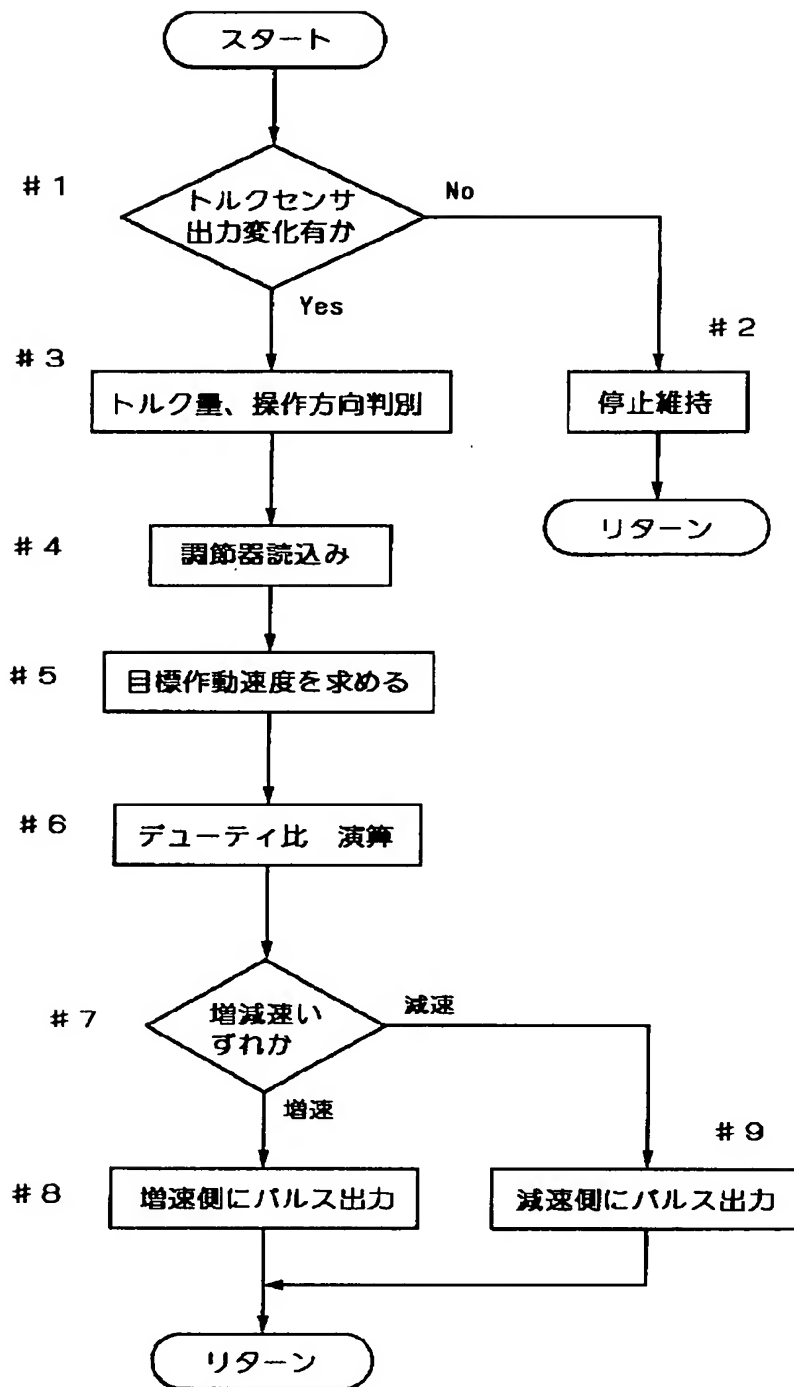 スタート
#1
トルクセンサ
出力変化有か
No
Yes
#2
停止維持
リターン
#3
トルク量、操作方向判別
#4
調節器読込み
#5
目標作動速度を求める
#6
デューティ比 演算
#7
増減速い
ずれか
減速
増速
#8
増速側にパルス出力
#9
減速側にパルス出力
リターン